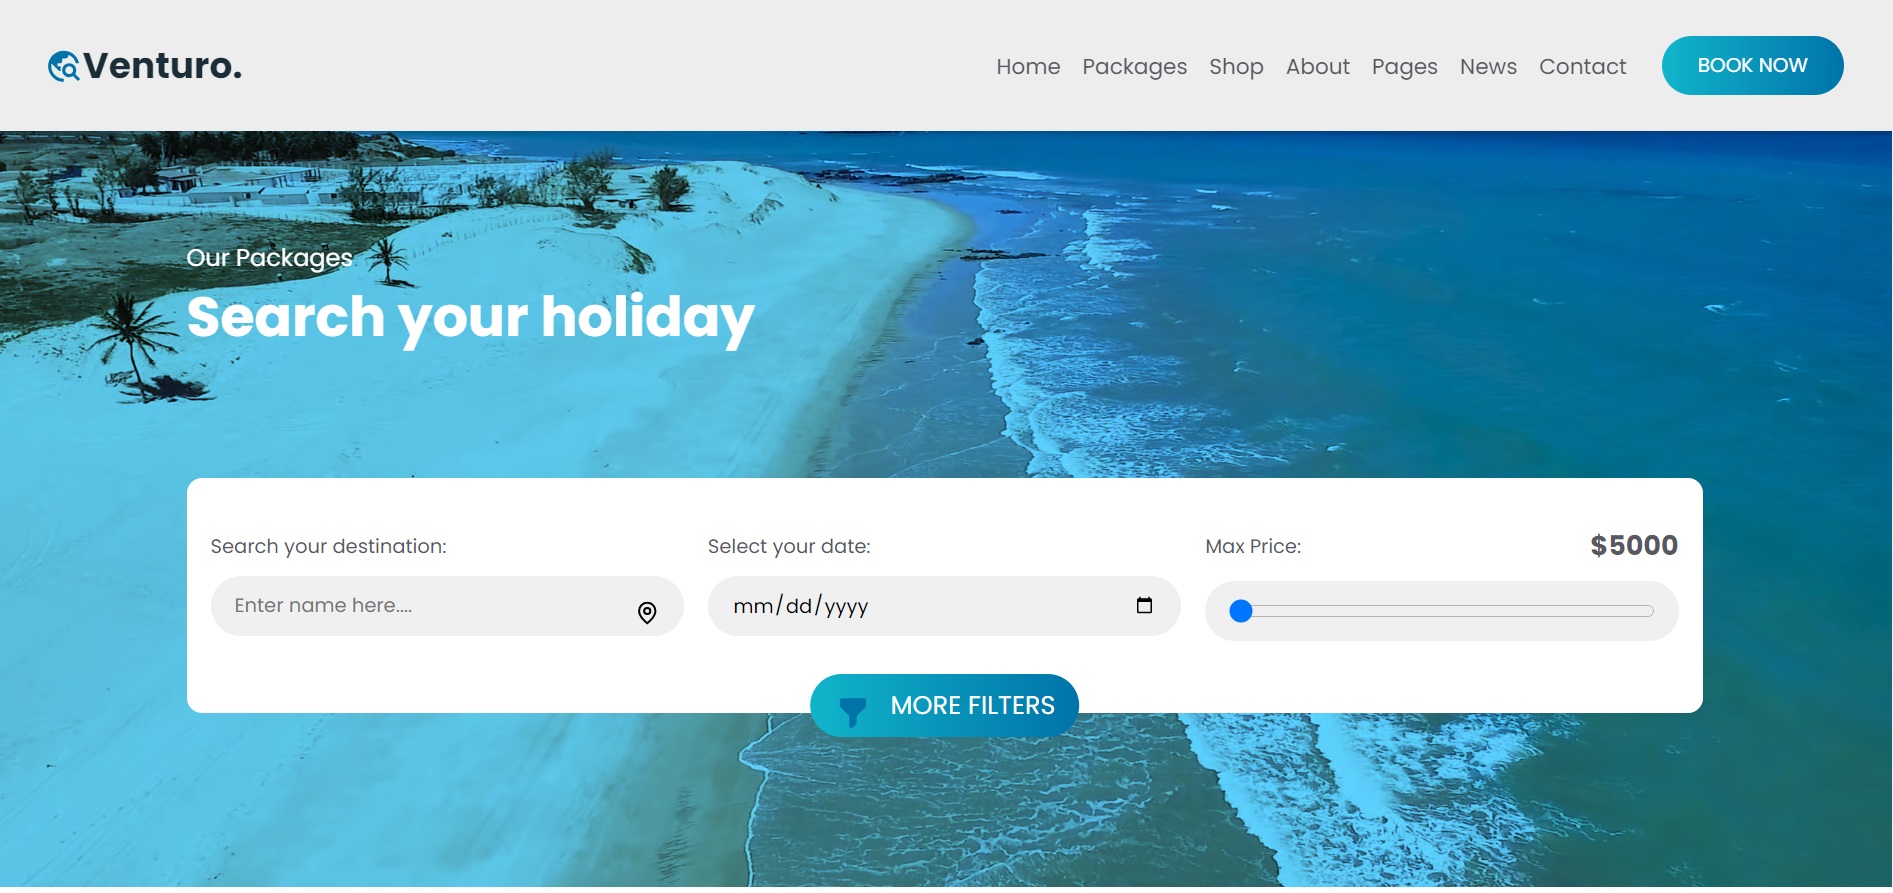 Venturo.
Home Packages Shop About Pages News Contact BOOK NOW
Our Packages
Search your holiday
Search your destination: Select your date: Max Price: $5000
Enter name here.... mm/dd/yyyy
MORE FILTERS